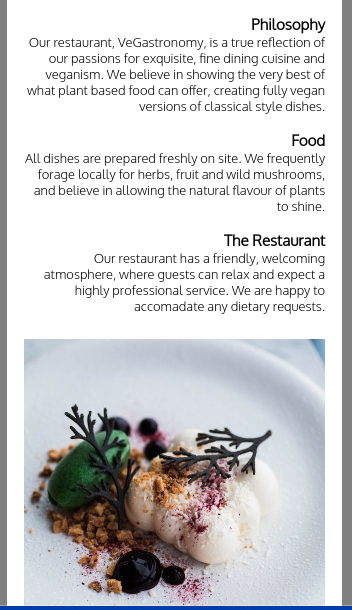 Philosophy
Our restaurant, VeGastronomy, is a true reflection of
our passions for exquisite, fine dining cuisine and
veganism. We believe in showing the very best of
what plant based food can offer, creating fully vegan
versions of classical style dishes.
Food
All dishes are prepared freshly on site. We frequently
forage locally for herbs, fruit and wild mushrooms,
and believe in allowing the natural flavour of plants
to shine.
The Restaurant
Our restaurant has a friendly, welcoming
atmosphere, where guests can relax and expect a
highly professional service. We are happy to
accomadate any dietary requests.